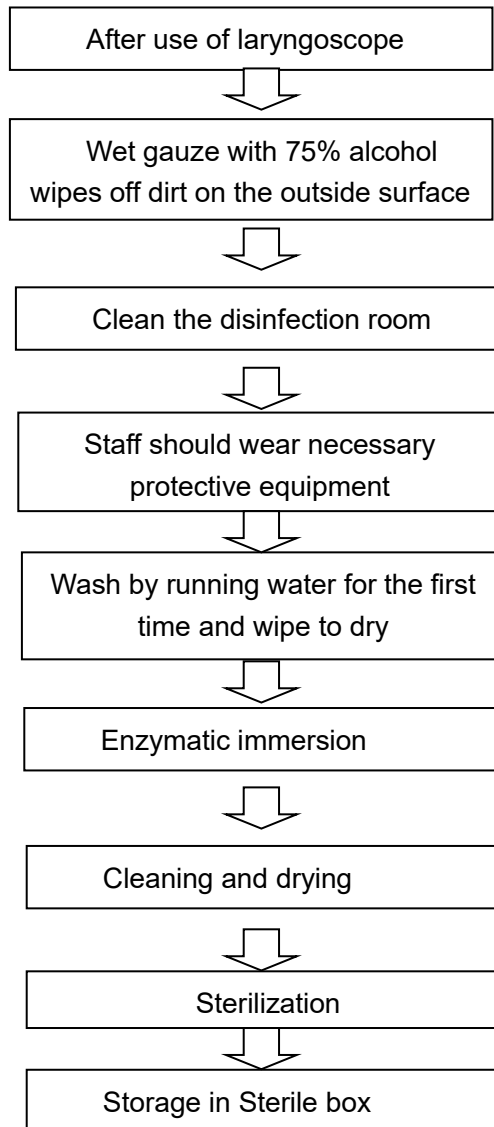 After use of laryngoscope
Wet gauze with 75% alcohol
wipes off dirt on the outside surface
Clean the disinfection room
Staff should wear necessary
protective equipment
Wash by running water for the first
time and wipe to dry
Enzymatic immersion
Cleaning and drying
Sterilization
Storage in Sterile box